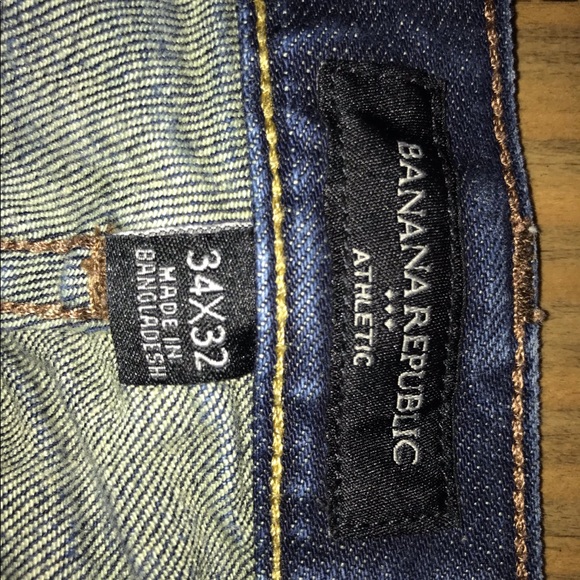 BANANA REPUBLIC
ATHLETIC
34X32
MADE IN
BANGLADESH